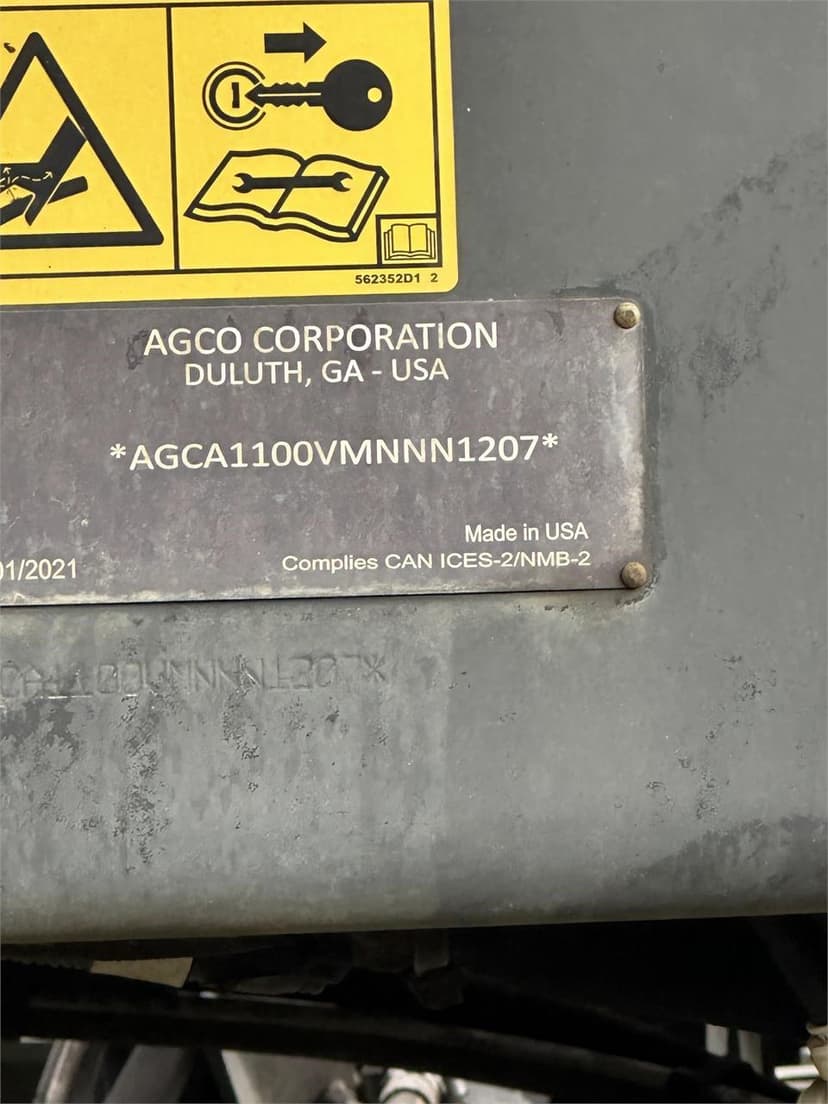 562352D1 2
AGCO CORPORATION
DULUTH, GA - USA
*AGCA1100VMNNN1207*
Made in USA
01/2021
Complies CAN ICES-2/NMB-2